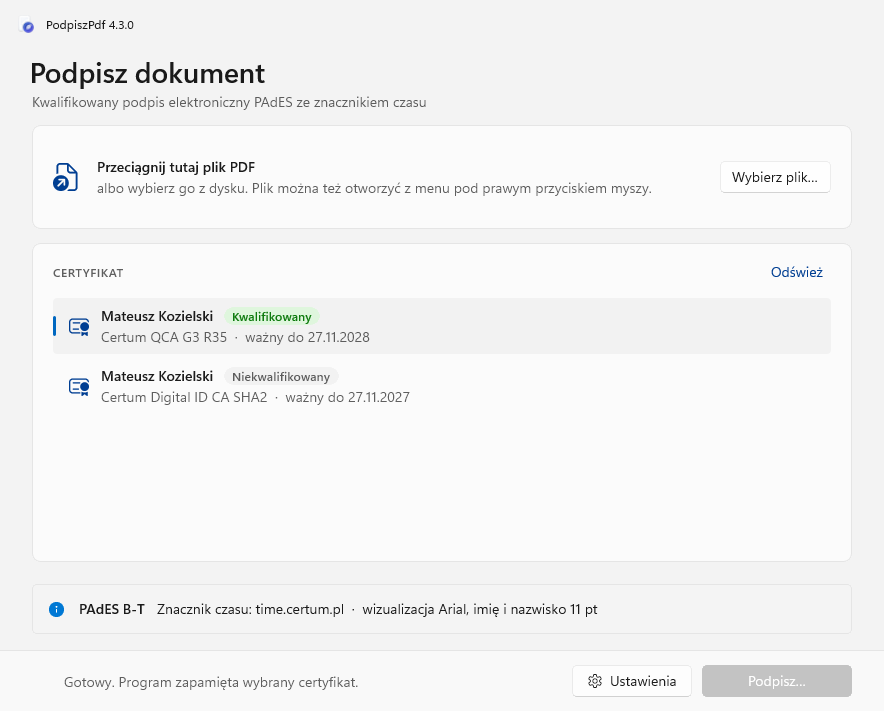 PodpiszPdf 4.3.0
Podpisz dokument
Kwalifikowany podpis elektroniczny PAdES ze znacznikiem czasu
Przeciągnij tutaj plik PDF
albo wybierz go z dysku. Plik można też otworzyć z menu pod prawym przyciskiem myszy.
Wybierz plik...
CERTYFIKAT
Odśwież
Mateusz Kozielski Kwalifikowany
Certum QCA G3 R35 · ważny do 27.11.2028
Mateusz Kozielski Niekwalifikowany
Certum Digital ID CA SHA2 · ważny do 27.11.2027
PAdES B-T Znacznik czasu: time.certum.pl · wizualizacja Arial, imię i nazwisko 11 pt
Gotowy. Program zapamięta wybrany certyfikat.
Ustawienia
Podpisz...